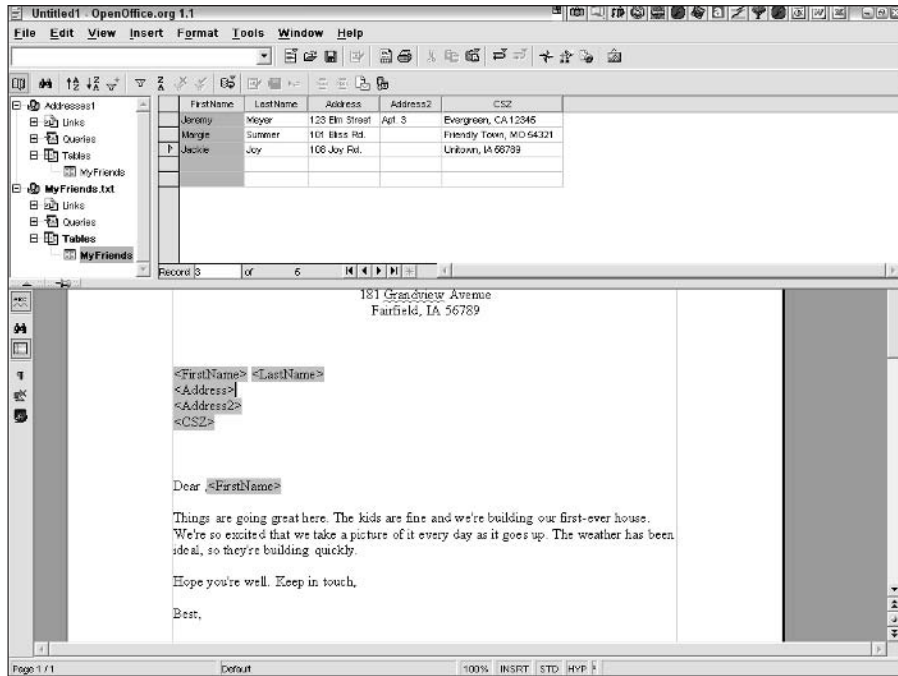 Untitled1 - OpenOffice.org 1.1
File Edit View Insert Format Tools Window Help
Addresses1
Links
Queries
Tables
MyFriends
MyFriends.txt
Links
Queries
Tables
MyFriends
FirstName LastName Address Address2 CSZ
Jeremy Meyer 123 Elm Street Apt. 3 Evergreen, CA 12345
Margie Summer 101 Bliss Rd. Friendly Town, MD 54321
Jackie Joy 108 Joy Rd. Unitown, IA 56789
Record 3 of 5
181 Grandview Avenue
Fairfield, IA 56789
<FirstName> <LastName>
<Address>
<Address2>
<CSZ>
Dear ,<FirstName>
Things are going great here. The kids are fine and we're building our first-ever house.
We're so excited that we take a picture of it every day as it goes up. The weather has been
ideal, so they're building quickly.
Hope you're well. Keep in touch,
Best,
Page 1 / 1 Default 100% INSRT STD HYP